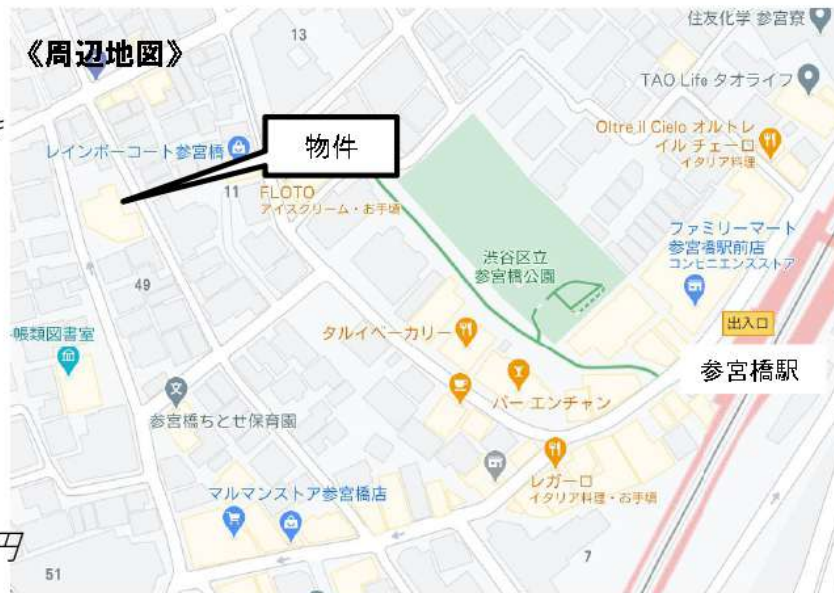 《周辺地図》
13
住友化学 参宮寮
TAO Life タオライフ
レインボーコート参宮橋
物件
Oltre il Cielo オルトレ
イル チェーロ
イタリア料理
11
FLOTO
アイスクリーム・お手頃
ファミリーマート
参宮橋駅前店
コンビニエンスストア
渋谷区立
参宮橋公園
49
出入口
帳類図書室
タルイベーカリー
参宮橋駅
バー エンチャン
参宮橋ちとせ保育園
レガーロ
イタリア料理・お手頃
マルマンストア参宮橋店
円
7
51